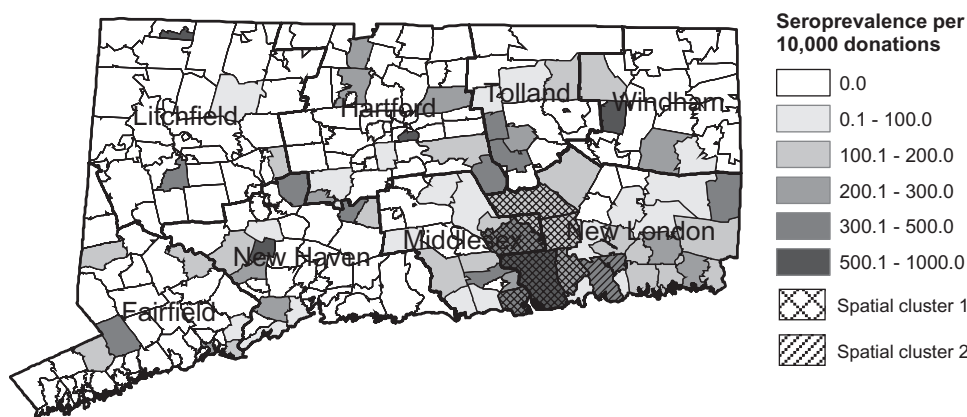 Seroprevalence per
10,000 donations
0.0
0.1 - 100.0
100.1 - 200.0
200.1 - 300.0
300.1 - 500.0
500.1 - 1000.0
Spatial cluster 1
Spatial cluster 2
Litchfield
Hartford
Tolland
Windham
Middlesex
New London
New Haven
Fairfield